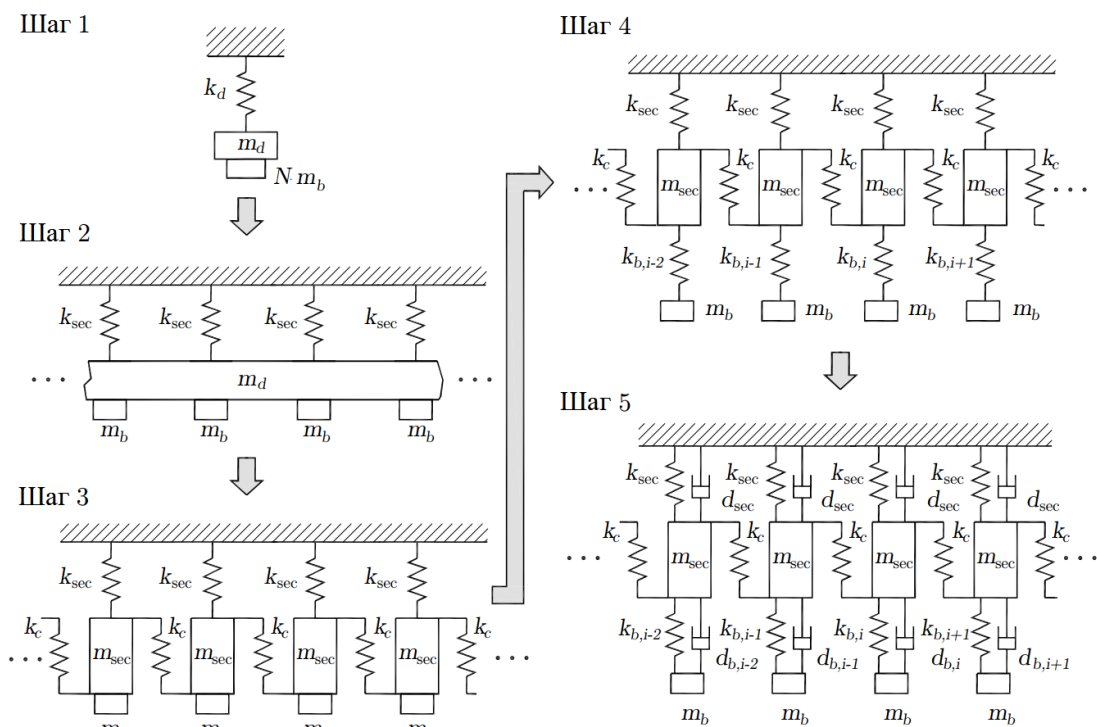 Шаг 1
k_d
m_d
N·m_b
Шаг 2
k_sec k_sec k_sec k_sec
m_d
m_b m_b m_b m_b
Шаг 3
k_sec k_sec k_sec k_sec
k_c k_c k_c k_c k_c
m_sec m_sec m_sec m_sec
Шаг 4
k_sec k_sec k_sec k_sec
k_c k_c k_c k_c k_c
m_sec m_sec m_sec m_sec
k_b,i-2 k_b,i-1 k_b,i k_b,i+1
m_b m_b m_b m_b
Шаг 5
k_sec k_sec k_sec k_sec
d_sec d_sec d_sec d_sec
k_c k_c k_c k_c k_c
m_sec m_sec m_sec m_sec
k_b,i-2 k_b,i-1 k_b,i k_b,i+1
d_b,i-2 d_b,i-1 d_b,i d_b,i+1
m_b m_b m_b m_b